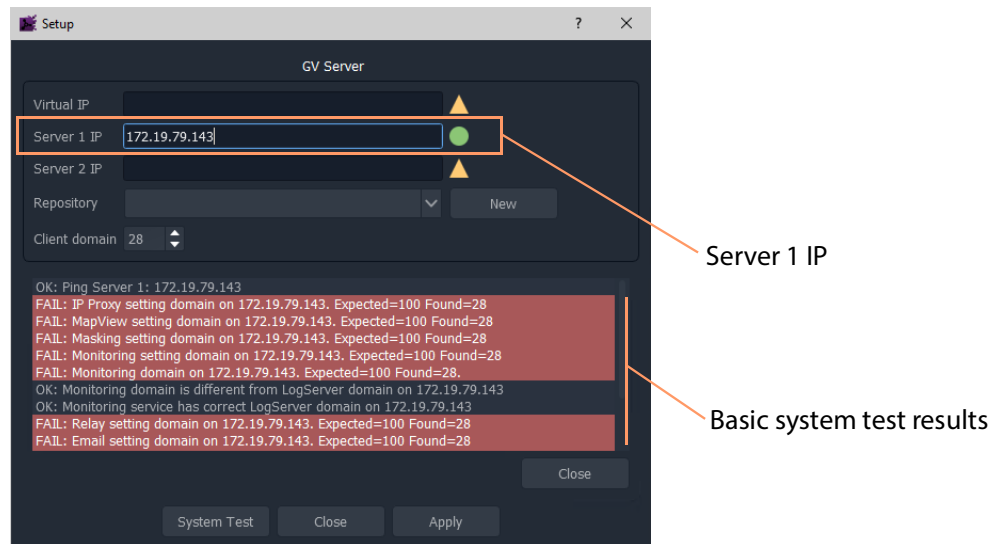 Setup
?
GV Server
Virtual IP
Server 1 IP 172.19.79.143
Server 2 IP
Repository New
Client domain 28
Server 1 IP
OK: Ping Server 1: 172.19.79.143
FAIL: IP Proxy setting domain on 172.19.79.143. Expected=100 Found=28
FAIL: MapView setting domain on 172.19.79.143. Expected=100 Found=28
FAIL: Masking setting domain on 172.19.79.143. Expected=100 Found=28
FAIL: Monitoring setting domain on 172.19.79.143. Expected=100 Found=28
FAIL: Monitoring domain on 172.19.79.143. Expected=100 Found=28.
OK: Monitoring domain is different from LogServer domain on 172.19.79.143
OK: Monitoring service has correct LogServer domain on 172.19.79.143
FAIL: Relay setting domain on 172.19.79.143. Expected=100 Found=28
FAIL: Email setting domain on 172.19.79.143. Expected=100 Found=28
Basic system test results
Close
System Test Close Apply